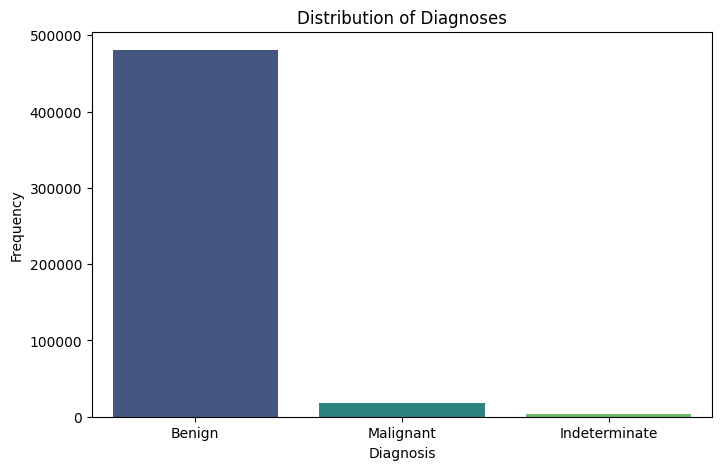 Distribution of Diagnoses
500000
400000
300000
200000
100000
0
Frequency
Benign Malignant Indeterminate
Diagnosis